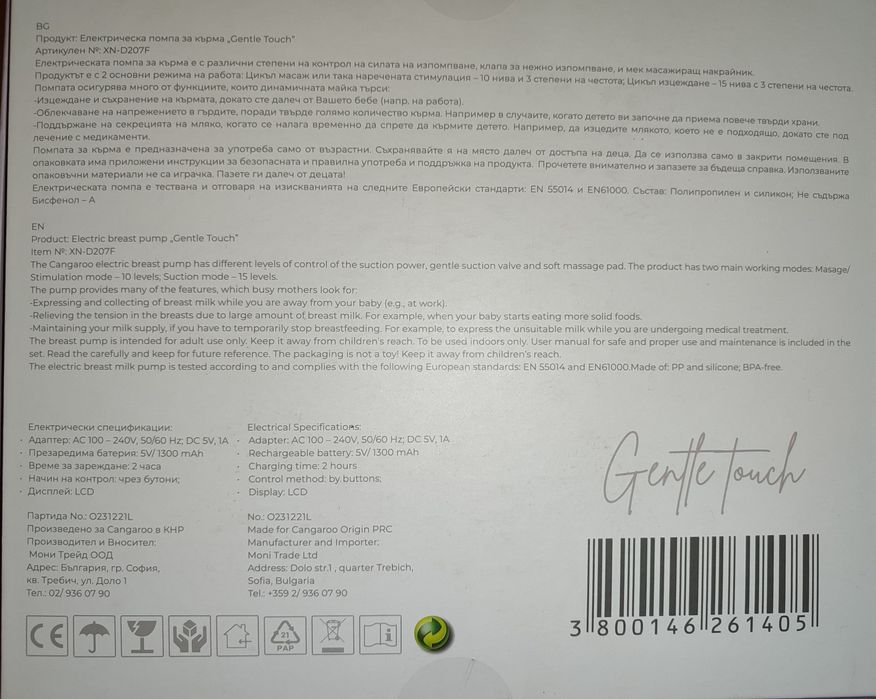 BG
Продукт: Електрическа помпа за кърма „Gentle Touch"
Артикулен №: XN-D207F
Електрическата помпа за кърма е с различни степени на контрол на силата на изпомпване, клапа за нежно изпомпване, и мек масажиращ накрайник.
Продуктът е с 2 основни режима на работа: Цикъл масаж или така наречената стимулация – 10 нива и 3 степени на честота; Цикъл изцеждане – 15 нива с 3 степени на честота.
Помпата осигурява много от функциите, които динамичната майка търси:
-Изцеждане и съхранение на кърмата, докато сте далеч от Вашето бебе (напр. на работа).
-Облекчаване на напрежението в гърдите, поради твърде голямо количество кърма. Например в случаите, когато детето ви започне да приема повече твърди храни.
-Поддържане на секрецията на мляко, когато се налага временно да спрете да кърмите детето. Например, да изцедите млякото, което не е подходящо, докато сте под
лечение с медикаменти.
Помпата за кърма е предназначена за употреба само от възрастни. Съхранявайте я на място далеч от достъпа на деца. Да се използва само в закрити помещения. В
опаковката има приложени инструкции за безопасната и правилна употреба и поддръжка на продукта. Прочетете внимателно и запазете за бъдеща справка. Използваните
опаковъчни материали не са играчка. Пазете ги далеч от децата!
Електрическата помпа е тествана и отговаря на изискванията на следните Европейски стандарти: EN 55014 и EN61000. Състав: Полипропилен и силикон; Не съдържа
Бисфенол – А
EN
Product: Electric breast pump „Gentle Touch"
Item №: XN-D207F
The Cangaroo electric breast pump has different levels of control of the suction power, gentle suction valve and soft massage pad. The product has two main working modes: Masage/
Stimulation mode – 10 levels; Suction mode – 15 levels.
The pump provides many of the features, which busy mothers look for:
-Expressing and collecting of breast milk while you are away from your baby (e.g., at work).
-Relieving the tension in the breasts due to large amount of breast milk. For example, when your baby starts eating more solid foods.
-Maintaining your milk supply, if you have to temporarily stop breastfeeding. For example, to express the unsuitable milk while you are undergoing medical treatment.
The breast pump is intended for adult use only. Keep it away from children's reach. To be used indoors only. User manual for safe and proper use and maintenance is included in the
set. Read the carefully and keep for future reference. The packaging is not a toy! Keep it away from children's reach.
The electric breast milk pump is tested according to and complies with the following European standards: EN 55014 and EN61000.Made of: PP and silicone; BPA-free.
Електрически спецификации:
· Адаптер: AC 100 – 240V, 50/60 Hz; DC 5V, 1A
· Презаредима батерия: 5V/ 1300 mAh
· Време за зареждане: 2 часа
· Начин на контрол: чрез бутони;
· Дисплей: LCD
Партида No.: O231221L
Произведено за Cangaroo в КНР
Производител и Вносител:
Мони Трейд ООД
Адрес: България, гр. София,
кв. Требич, ул. Доло 1
Тел.: 02/ 936 07 90
Electrical Specifications:
· Adapter: AC 100 – 240V, 50/60 Hz; DC 5V, 1A
· Rechargeable battery: 5V/ 1300 mAh
· Charging time: 2 hours
· Control method: by buttons;
· Display: LCD
No.: O231221L
Made for Cangaroo Origin PRC
Manufacturer and Importer:
Moni Trade Ltd
Address: Dolo str.1 , quarter Trebich,
Sofia, Bulgaria
Tel.: +359 2/ 936 07 90
Gentle touch
3 800146 261405
CE
21
PAP
i